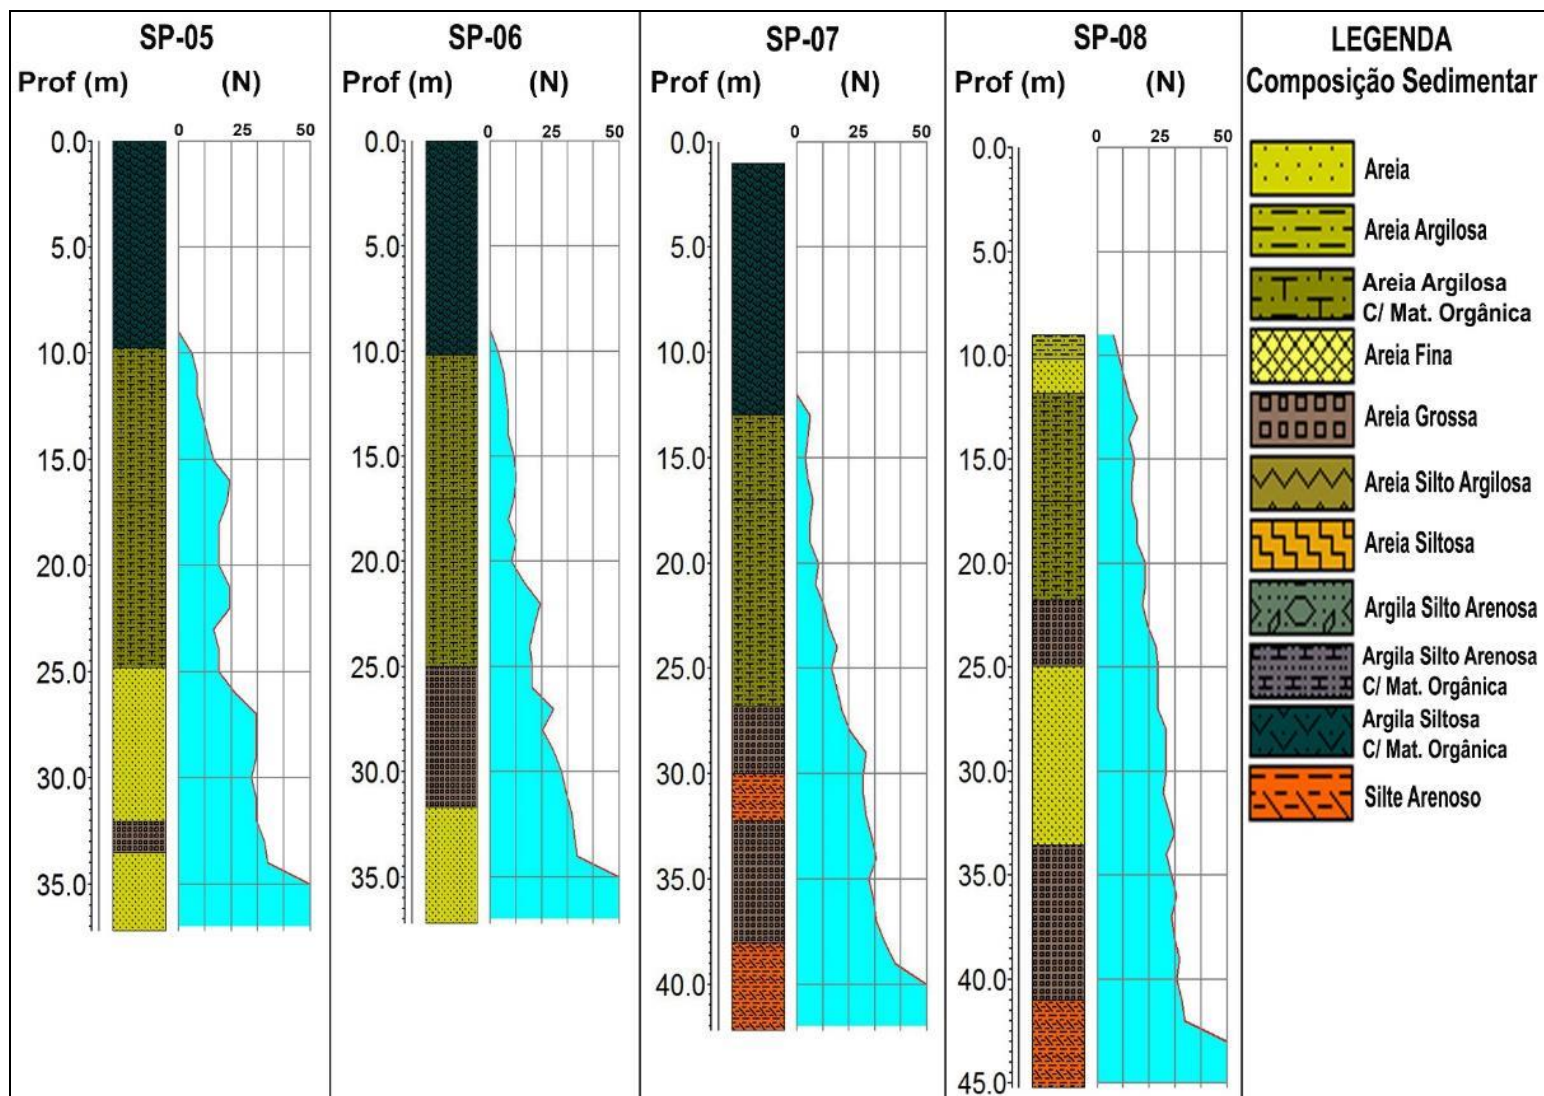 SP-05
Prof (m) (N)
0 25 50
0.0
5.0
10.0
15.0
20.0
25.0
30.0
35.0
SP-06
Prof (m) (N)
0 25 50
0.0
5.0
10.0
15.0
20.0
25.0
30.0
35.0
SP-07
Prof (m) (N)
0 25 50
0.0
5.0
10.0
15.0
20.0
25.0
30.0
35.0
40.0
SP-08
Prof (m) (N)
0 25 50
0.0
5.0
10.0
15.0
20.0
25.0
30.0
35.0
40.0
45.0
LEGENDA
Composição Sedimentar
Areia
Areia Argilosa
Areia Argilosa
C/ Mat. Orgânica
Areia Fina
Areia Grossa
Areia Silto Argilosa
Areia Siltosa
Argila Silto Arenosa
Argila Silto Arenosa
C/ Mat. Orgânica
Argila Siltosa
C/ Mat. Orgânica
Silte Arenoso